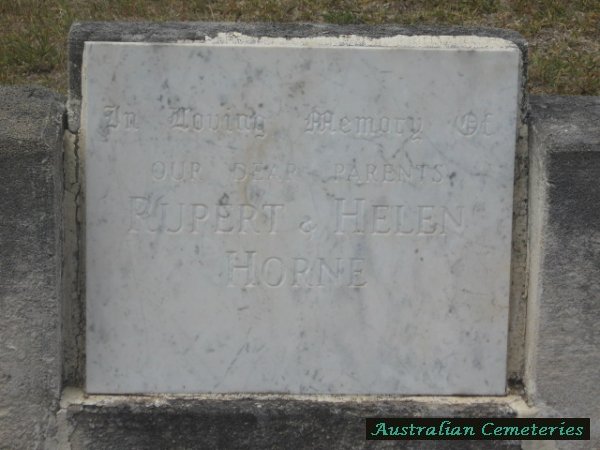 In Loving Memory Of
OUR DEAR PARENTS
RUPERT & HELEN
HORNE
Australian Cemeteries